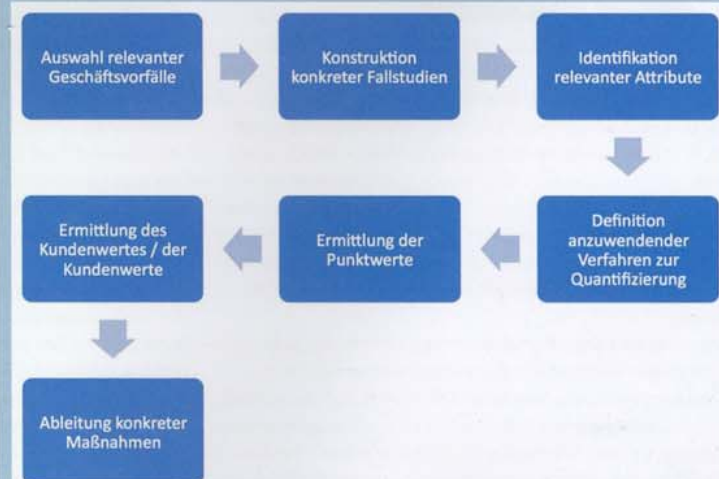 Auswahl relevanter
Geschäftsvorfälle
Konstruktion
konkreter Fallstudien
Identifikation
relevanter Attribute
Definition
anzuwendender
Verfahren zur
Quantifizierung
Ermittlung der
Punktwerte
Ermittlung des
Kundenwertes / der
Kundenwerte
Ableitung konkreter
Maßnahmen